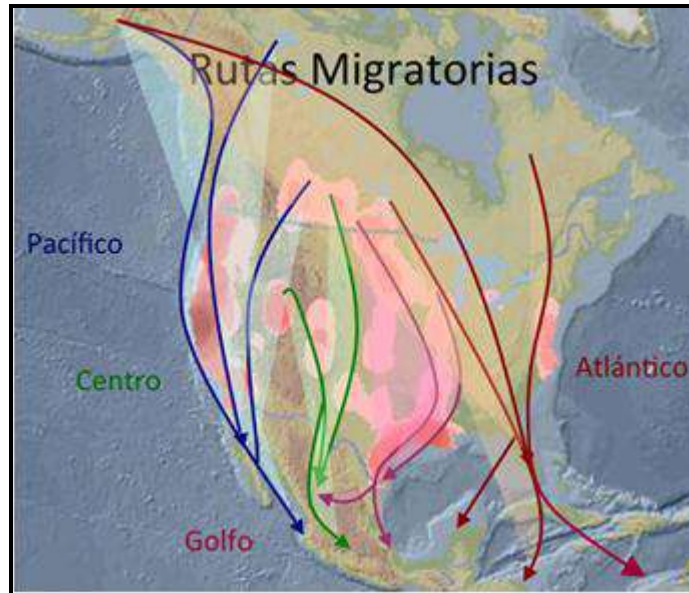 Rutas Migratorias
Pacífico
Centro
Atlántico
Golfo